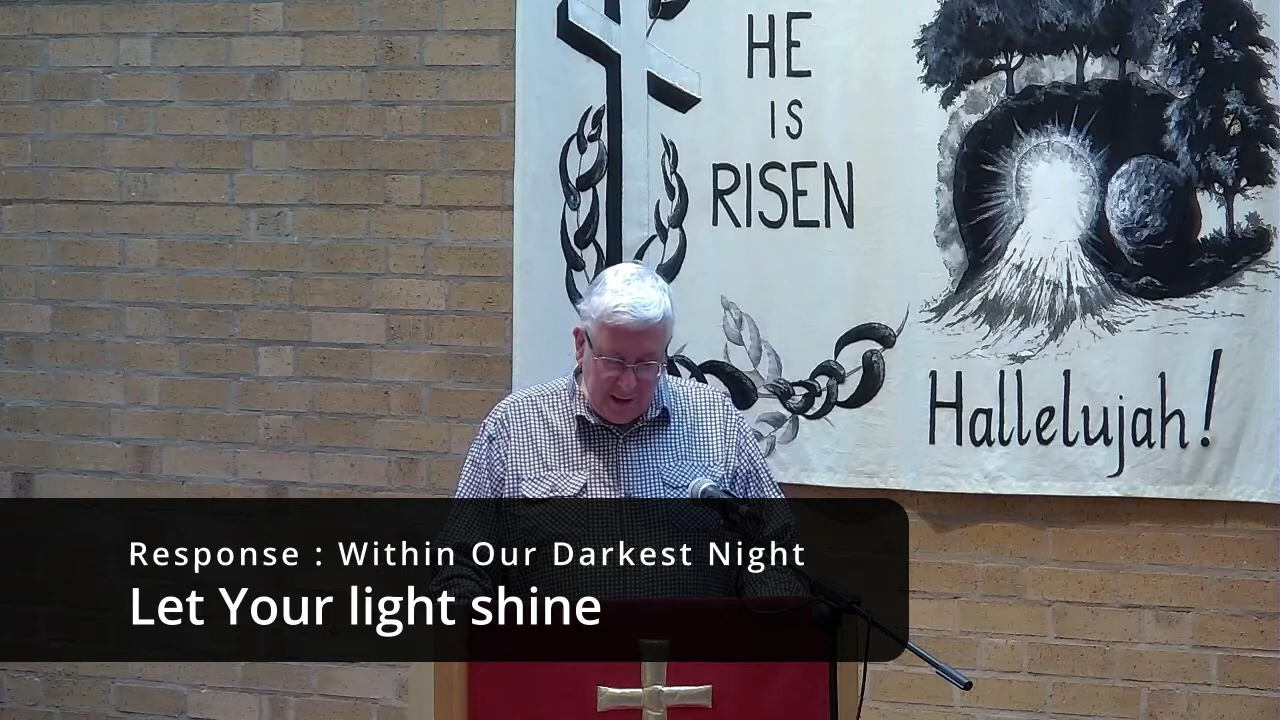 HE
IS
RISEN
Hallelujah!
Response : Within Our Darkest Night
Let Your light shine